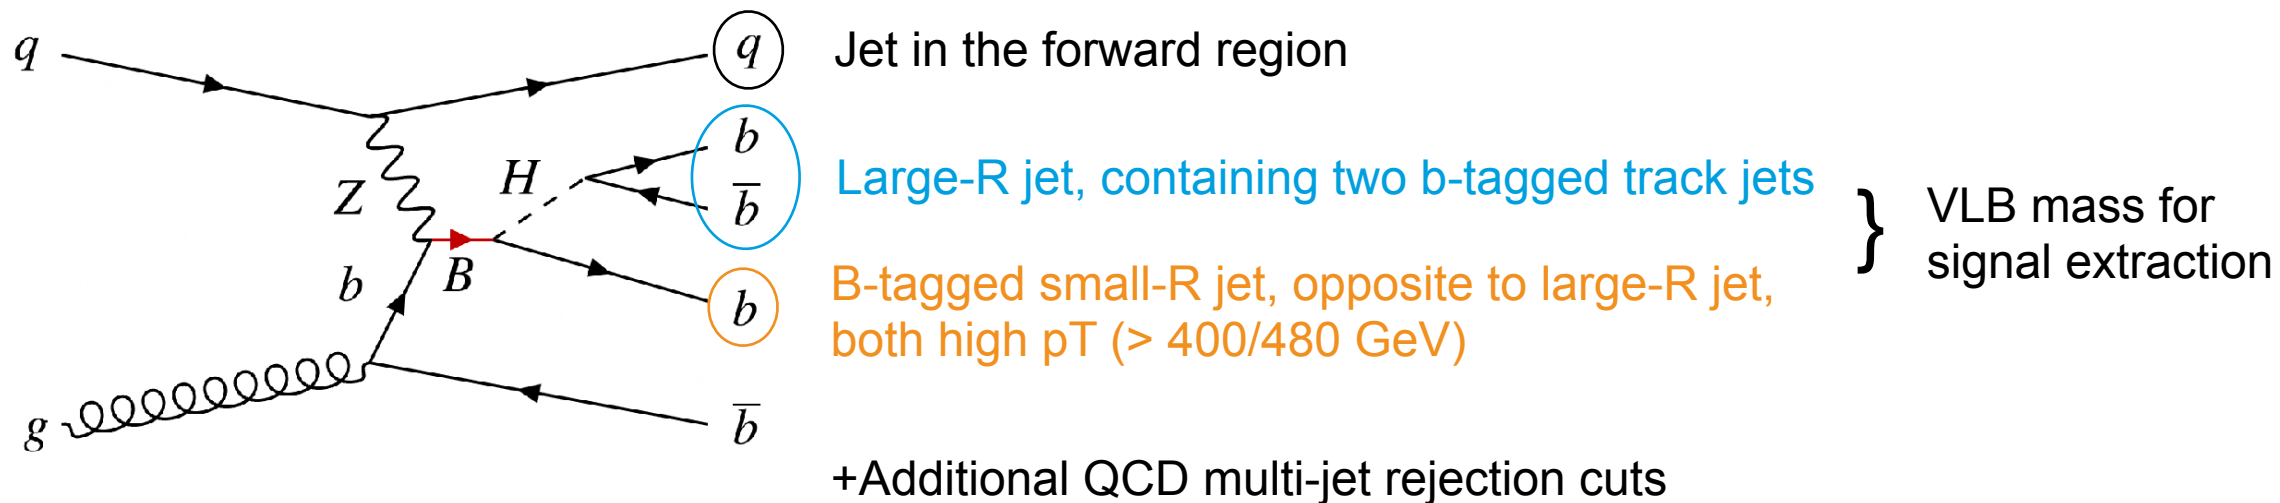 q
q
Jet in the forward region
b
H
Z
b̅
Large-R jet, containing two b-tagged track jets
}
VLB mass for
signal extraction
b
B
b
B-tagged small-R jet, opposite to large-R jet,
both high pT (> 400/480 GeV)
g
b̅
+Additional QCD multi-jet rejection cuts